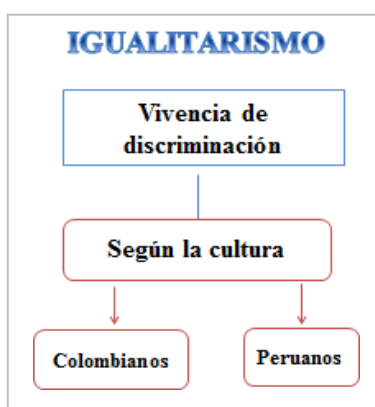 IGUALITARISMO
Vivencia de
discriminación
Según la cultura
Colombianos
Peruanos